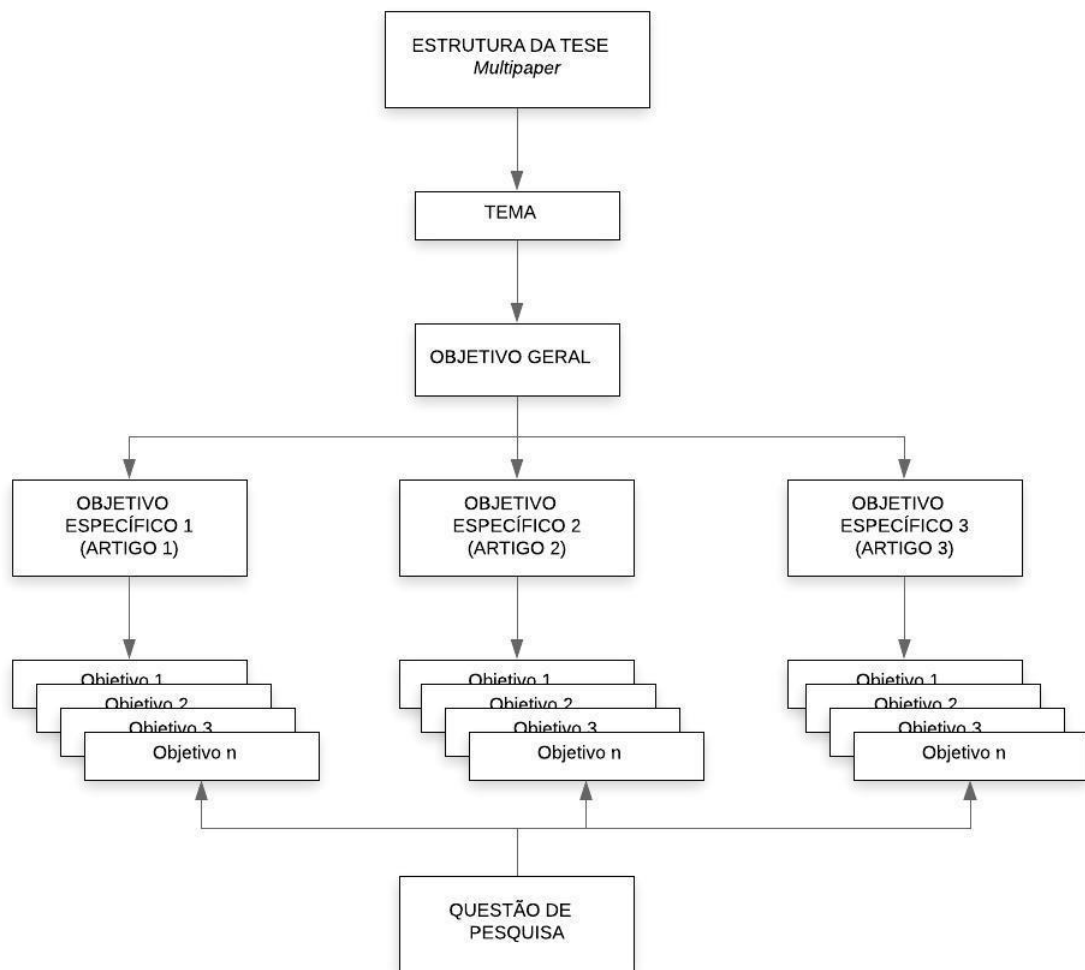 ESTRUTURA DA TESE
Multipaper
TEMA
OBJETIVO GERAL
OBJETIVO
ESPECÍFICO 1
(ARTIGO 1)
OBJETIVO
ESPECÍFICO 2
(ARTIGO 2)
OBJETIVO
ESPECÍFICO 3
(ARTIGO 3)
Objetivo 1
Objetivo 2
Objetivo 3
Objetivo n
Objetivo 1
Objetivo 2
Objetivo 3
Objetivo n
Objetivo 1
Objetivo 2
Objetivo 3
Objetivo n
QUESTÃO DE
PESQUISA